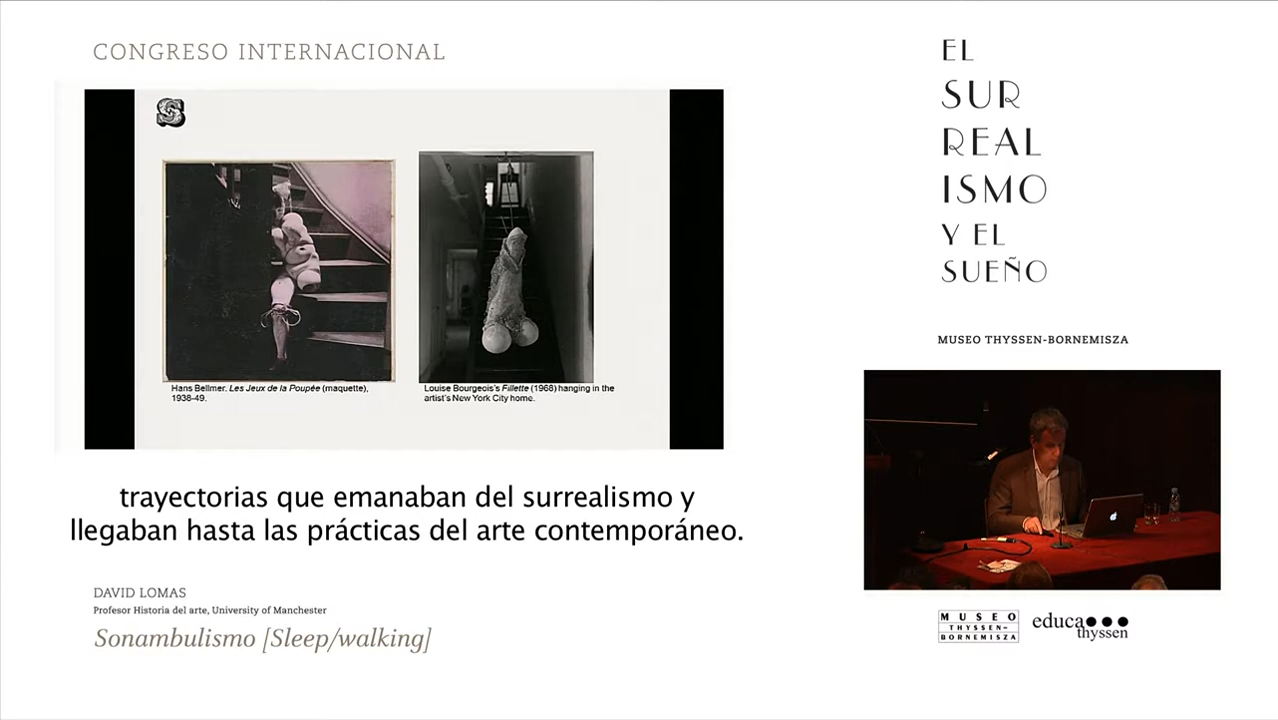 CONGRESO INTERNACIONAL
S
Hans Bellmer, Les Jeux de la Poupée (maquette),
1938-49.
Louise Bourgeois's Fillette (1968) hanging in the
artist's New York City home.
trayectorias que emanaban del surrealismo y
llegaban hasta las prácticas del arte contemporáneo.
DAVID LOMAS
Profesor Historia del arte, University of Manchester
Sonambulismo [Sleep/walking]
EL
SUR
REAL
ISMO
Y EL
SUEÑO
MUSEO THYSSEN-BORNEMISZA
MUSEO
THYSSEN-
BORNEMISZA
educa
thyssen